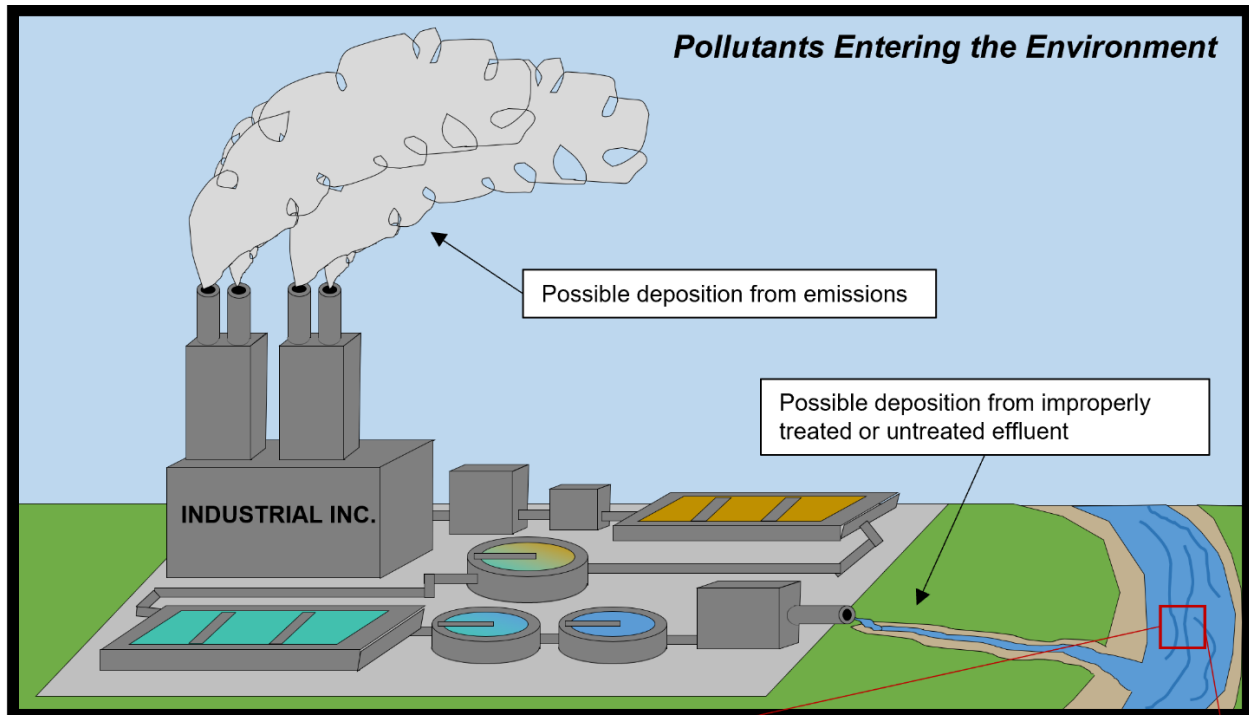 Pollutants Entering the Environment
Possible deposition from emissions
Possible deposition from improperly
treated or untreated effluent
INDUSTRIAL INC.